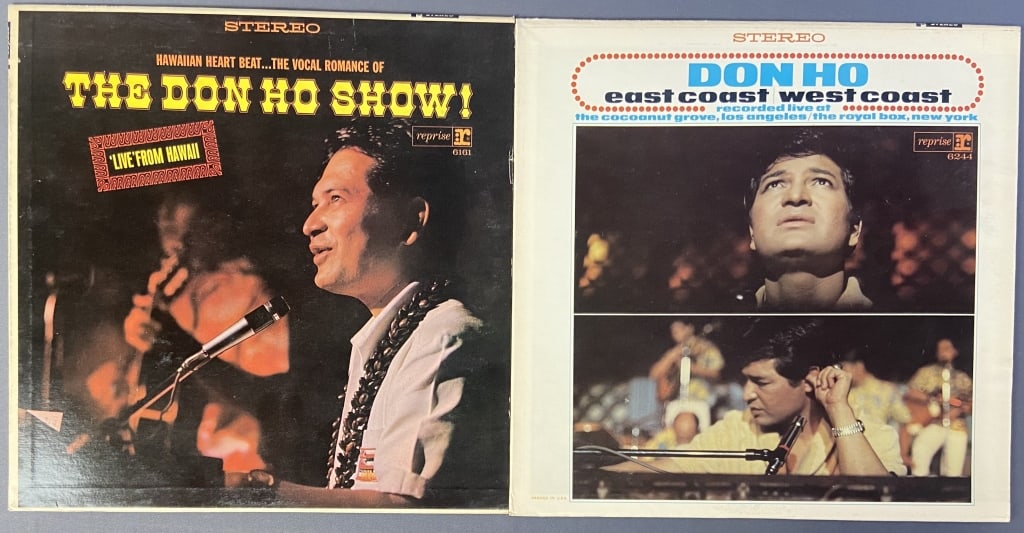 STEREO
HAWAIIAN HEART BEAT...THE VOCAL ROMANCE OF
THE DON HO SHOW!
'LIVE' FROM HAWAII
reprise R:
6161
STEREO
DON HO
east coast west coast
recorded live at
the cocoanut grove, los angeles/the royal box, new york
reprise R:
6244